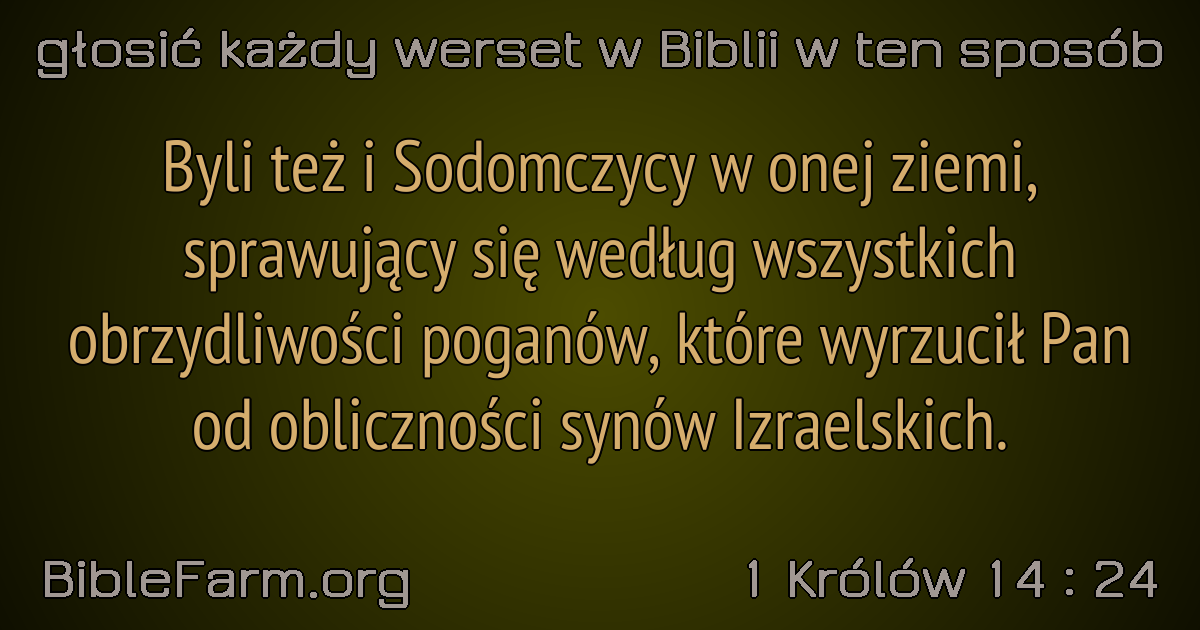 głosić każdy werset w Biblii w ten sposób
Byli też i Sodomczycy w onej ziemi,
sprawujący się według wszystkich
obrzydliwości poganów, które wyrzucił Pan
od obliczności synów Izraelskich.
BibleFarm.org
1 Królów 14 : 24